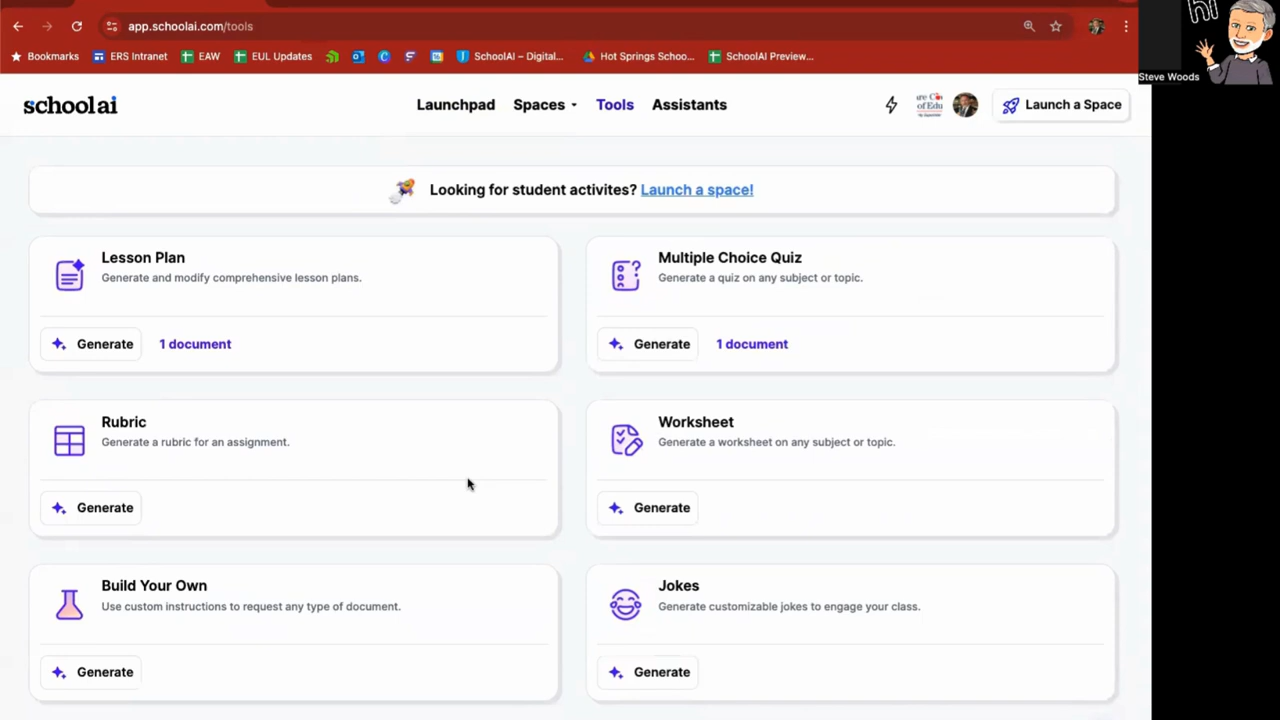 app.schoolai.com/tools
Bookmarks ERS Intranet EAW EUL Updates SchoolAI – Digital... Hot Springs Schoo... SchoolAI Preview...
hi
Steve Woods
school ai Launchpad Spaces Tools Assistants Launch a Space
Looking for student activites? Launch a space!
Lesson Plan
Generate and modify comprehensive lesson plans.
Generate 1 document
Multiple Choice Quiz
Generate a quiz on any subject or topic.
Generate 1 document
Rubric
Generate a rubric for an assignment.
Generate
Worksheet
Generate a worksheet on any subject or topic.
Generate
Build Your Own
Use custom instructions to request any type of document.
Generate
Jokes
Generate customizable jokes to engage your class.
Generate